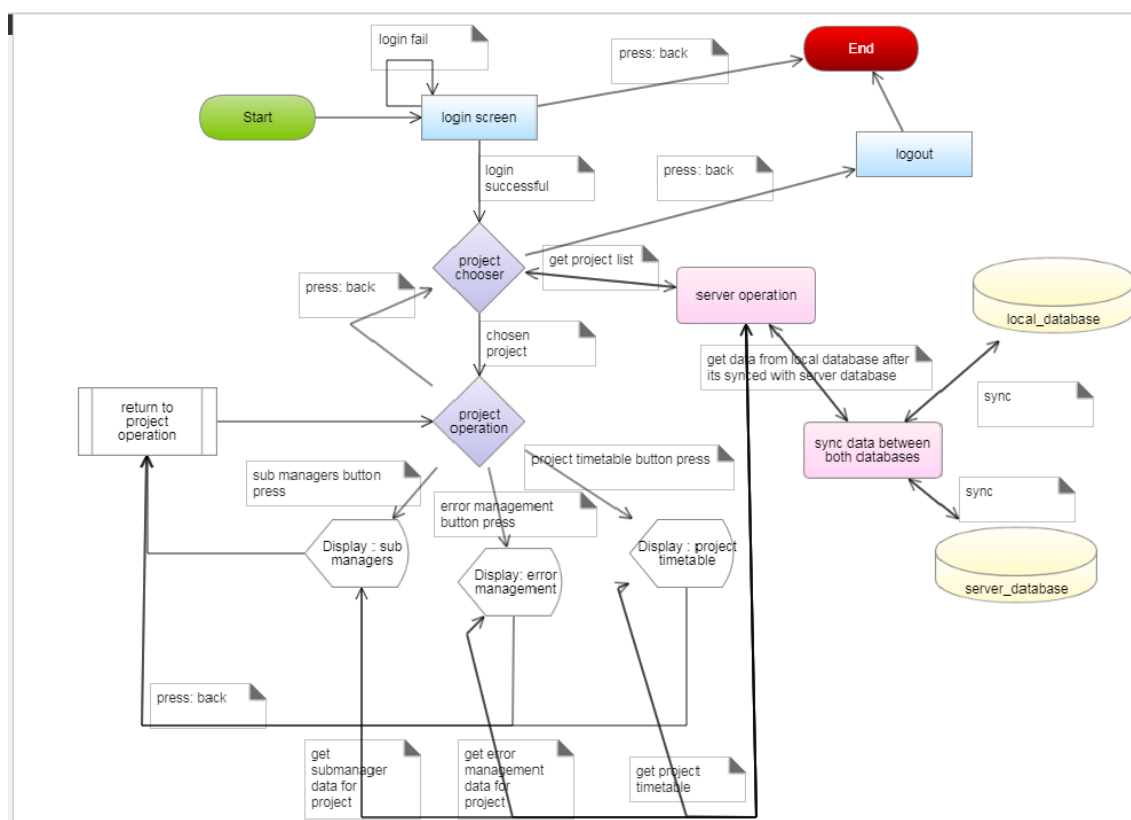 login fail
press: back
End
Start
login screen
logout
login
successful
press: back
project
chooser
get project list
server operation
press: back
local_database
chosen
project
get data from local database after
its synced with server database
sync
return to
project
operation
project
operation
sync data between
both databases
sub managers button
press
project timetable button press
error management
button press
sync
Display : sub
managers
Display: error
management
Display : project
timetable
server_database
press: back
get
submanager
data for
project
get error
management
data for
project
get project
timetable